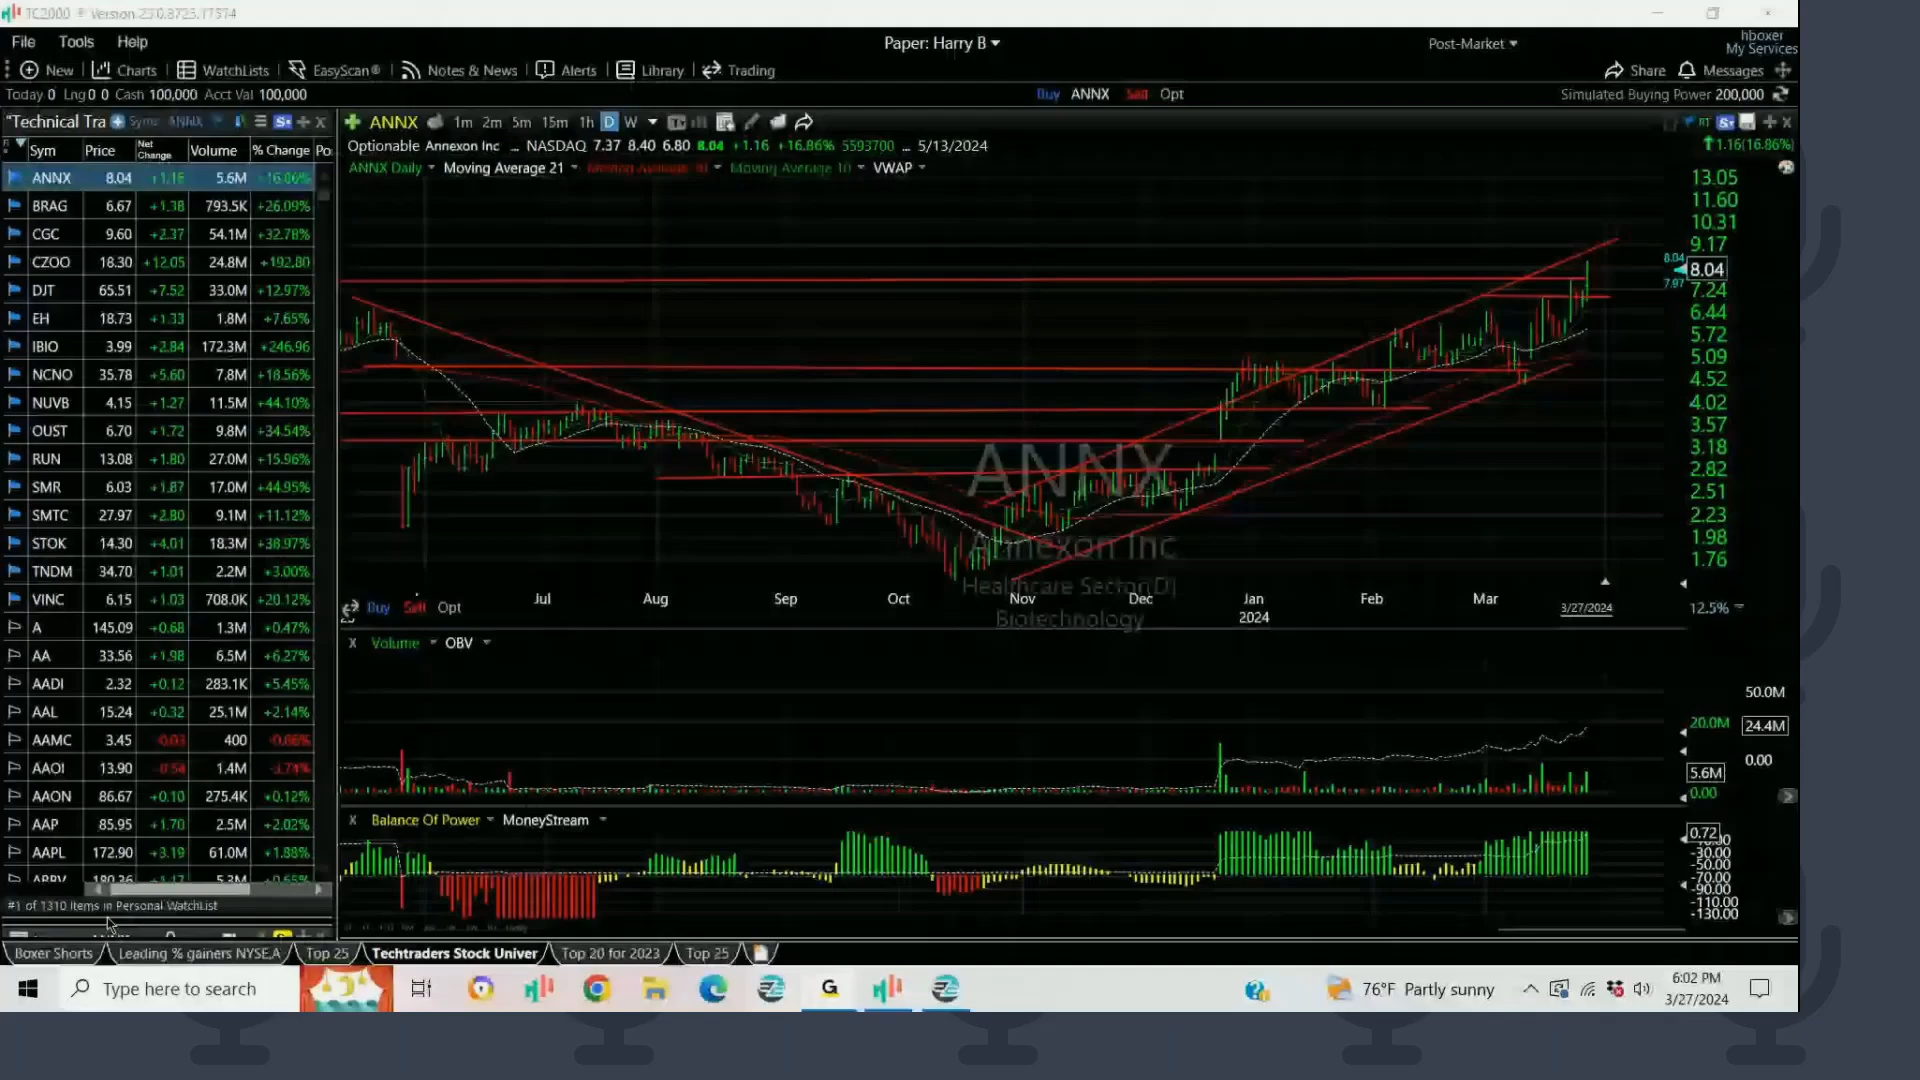 TC2000
File Tools Help
Paper: Harry B
Post-Market
hboxer
My Services
New Charts WatchLists EasyScan® Notes & News Alerts Library Trading
Share Messages
Today 0 Lng 0 0 Cash 100,000 Acct Val 100,000
Buy ANNX Sell Opt
Simulated Buying Power 200,000
"Technical Tra
ANNX 1m 2m 5m 15m 1h D W
Optionable Annexon Inc ... NASDAQ 7.37 8.40 6.80 8.04 +1.16 +16.86% 5593700 ... 5/13/2024
1.16(16.86%)
ANNX Daily Moving Average 21 Moving Average 10 VWAP
Sym Price Net Change Volume % Change Po
ANNX 8.04 +1.16 5.6M
BRAG 6.67 +1.38 793.5K +26.09%
CGC 9.60 +2.37 54.1M +32.78%
CZOO 18.30 +12.05 24.8M +192.80
DJT 65.51 +7.52 33.0M +12.97%
EH 18.73 +1.33 1.8M +7.65%
IBIO 3.99 +2.84 172.3M +246.96
NCNO 35.78 +5.60 7.8M +18.56%
NUVB 4.15 +1.27 11.5M +44.10%
OUST 6.70 +1.72 9.8M +34.54%
RUN 13.08 +1.80 27.0M +15.96%
SMR 6.03 +1.87 17.0M +44.95%
SMTC 27.97 +2.80 9.1M +11.12%
STOK 14.30 +4.01 18.3M +38.97%
TNDM 34.70 +1.01 2.2M +3.00%
VINC 6.15 +1.03 708.0K +20.12%
A 145.09 +0.68 1.3M +0.47%
AA 33.56 +1.98 6.5M +6.27%
AADI 2.32 +0.12 283.1K +5.45%
AAL 15.24 +0.32 25.1M +2.14%
AAMC 3.45 400
AAOI 13.90 1.4M
AAON 86.67 +0.10 275.4K +0.12%
AAP 85.95 +1.70 2.5M +2.02%
AAPL 172.90 +3.19 61.0M +1.88%
#1 of 1310 Items in Personal WatchList
13.05
11.60
10.31
9.17
8.04
8.04
7.97
7.24
6.44
5.72
5.09
4.52
4.02
3.57
3.18
2.82
2.51
2.23
1.98
1.76
12.5%
ANNX
Annexon Inc
Healthcare Sector
Biotechnology
Buy Sell Opt
Jul Aug Sep Oct Nov Dec Jan Feb Mar 3/27/2024
2024
X Volume OBV
50.0M
20.0M 24.4M
0.00
5.6M
0.00
X Balance Of Power MoneyStream
0.72
-30.00
-50.00
-70.00
-90.00
-110.00
-130.00
Boxer Shorts Leading % gainers NYSE,A Top 25 Techtraders Stock Univer Top 20 for 2023 Top 25
Type here to search
76°F Partly sunny
6:02 PM
3/27/2024